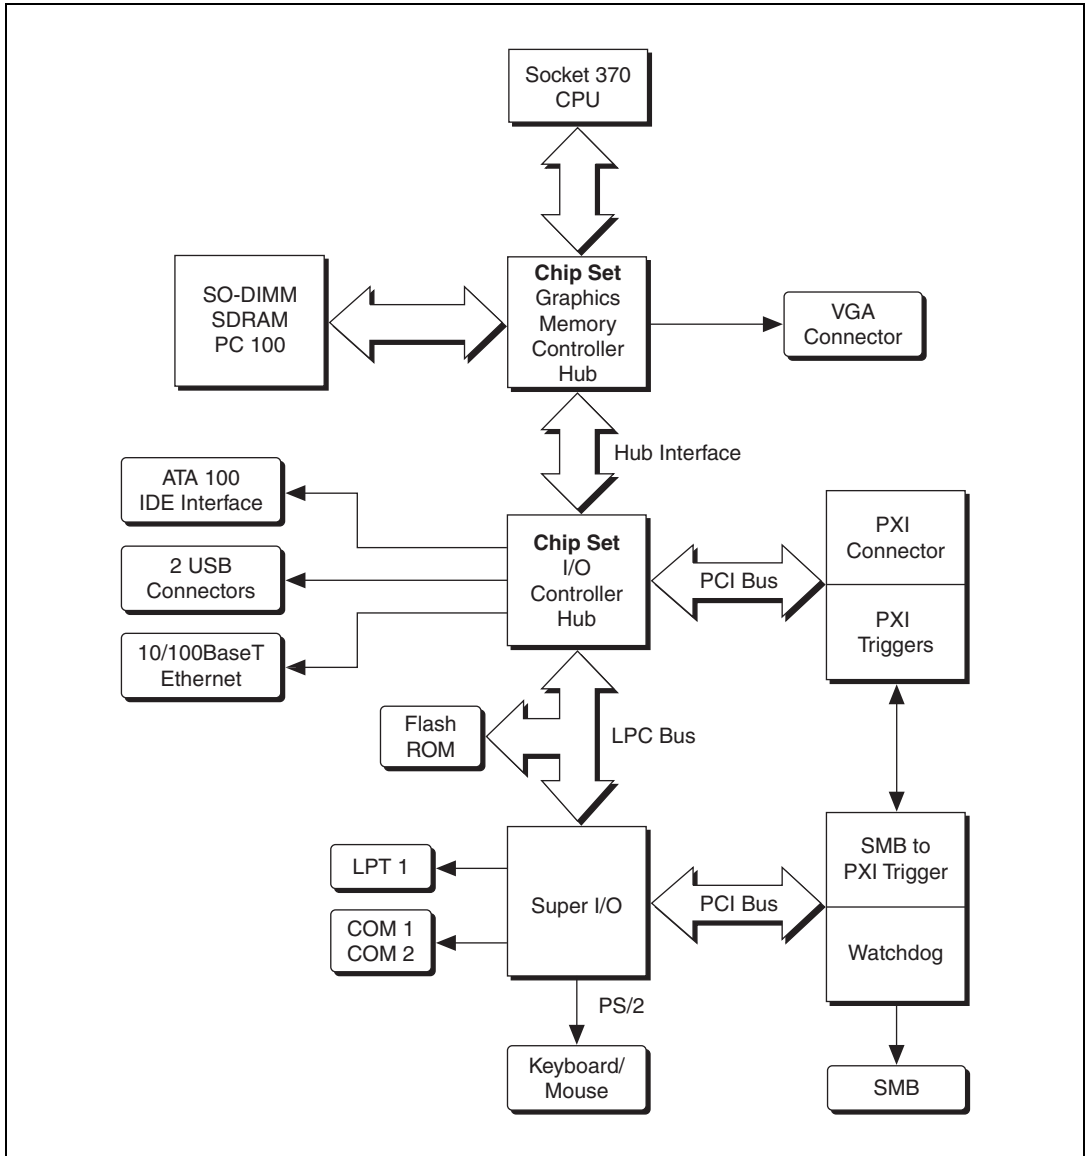 Socket 370
CPU
SO-DIMM
SDRAM
PC 100
Chip Set
Graphics
Memory
Controller
Hub
VGA
Connector
Hub Interface
ATA 100
IDE Interface
2 USB
Connectors
10/100BaseT
Ethernet
Chip Set
I/O
Controller
Hub
PCI Bus
PXI
Connector
PXI
Triggers
Flash
ROM
LPC Bus
LPT 1
COM 1
COM 2
Super I/O
PCI Bus
SMB to
PXI Trigger
Watchdog
PS/2
Keyboard/
Mouse
SMB